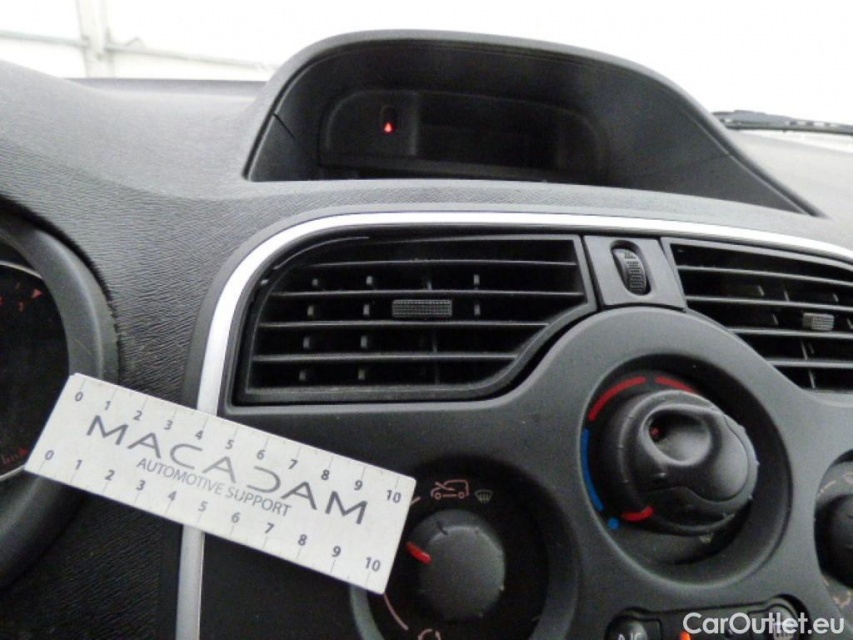 0 1 2 3 4 5 6 7 8 9 10
MACADAM
AUTOMOTIVE SUPPORT
0 1 2 3 4 5 6 7 8 9 10
A/C
CarOutlet.eu